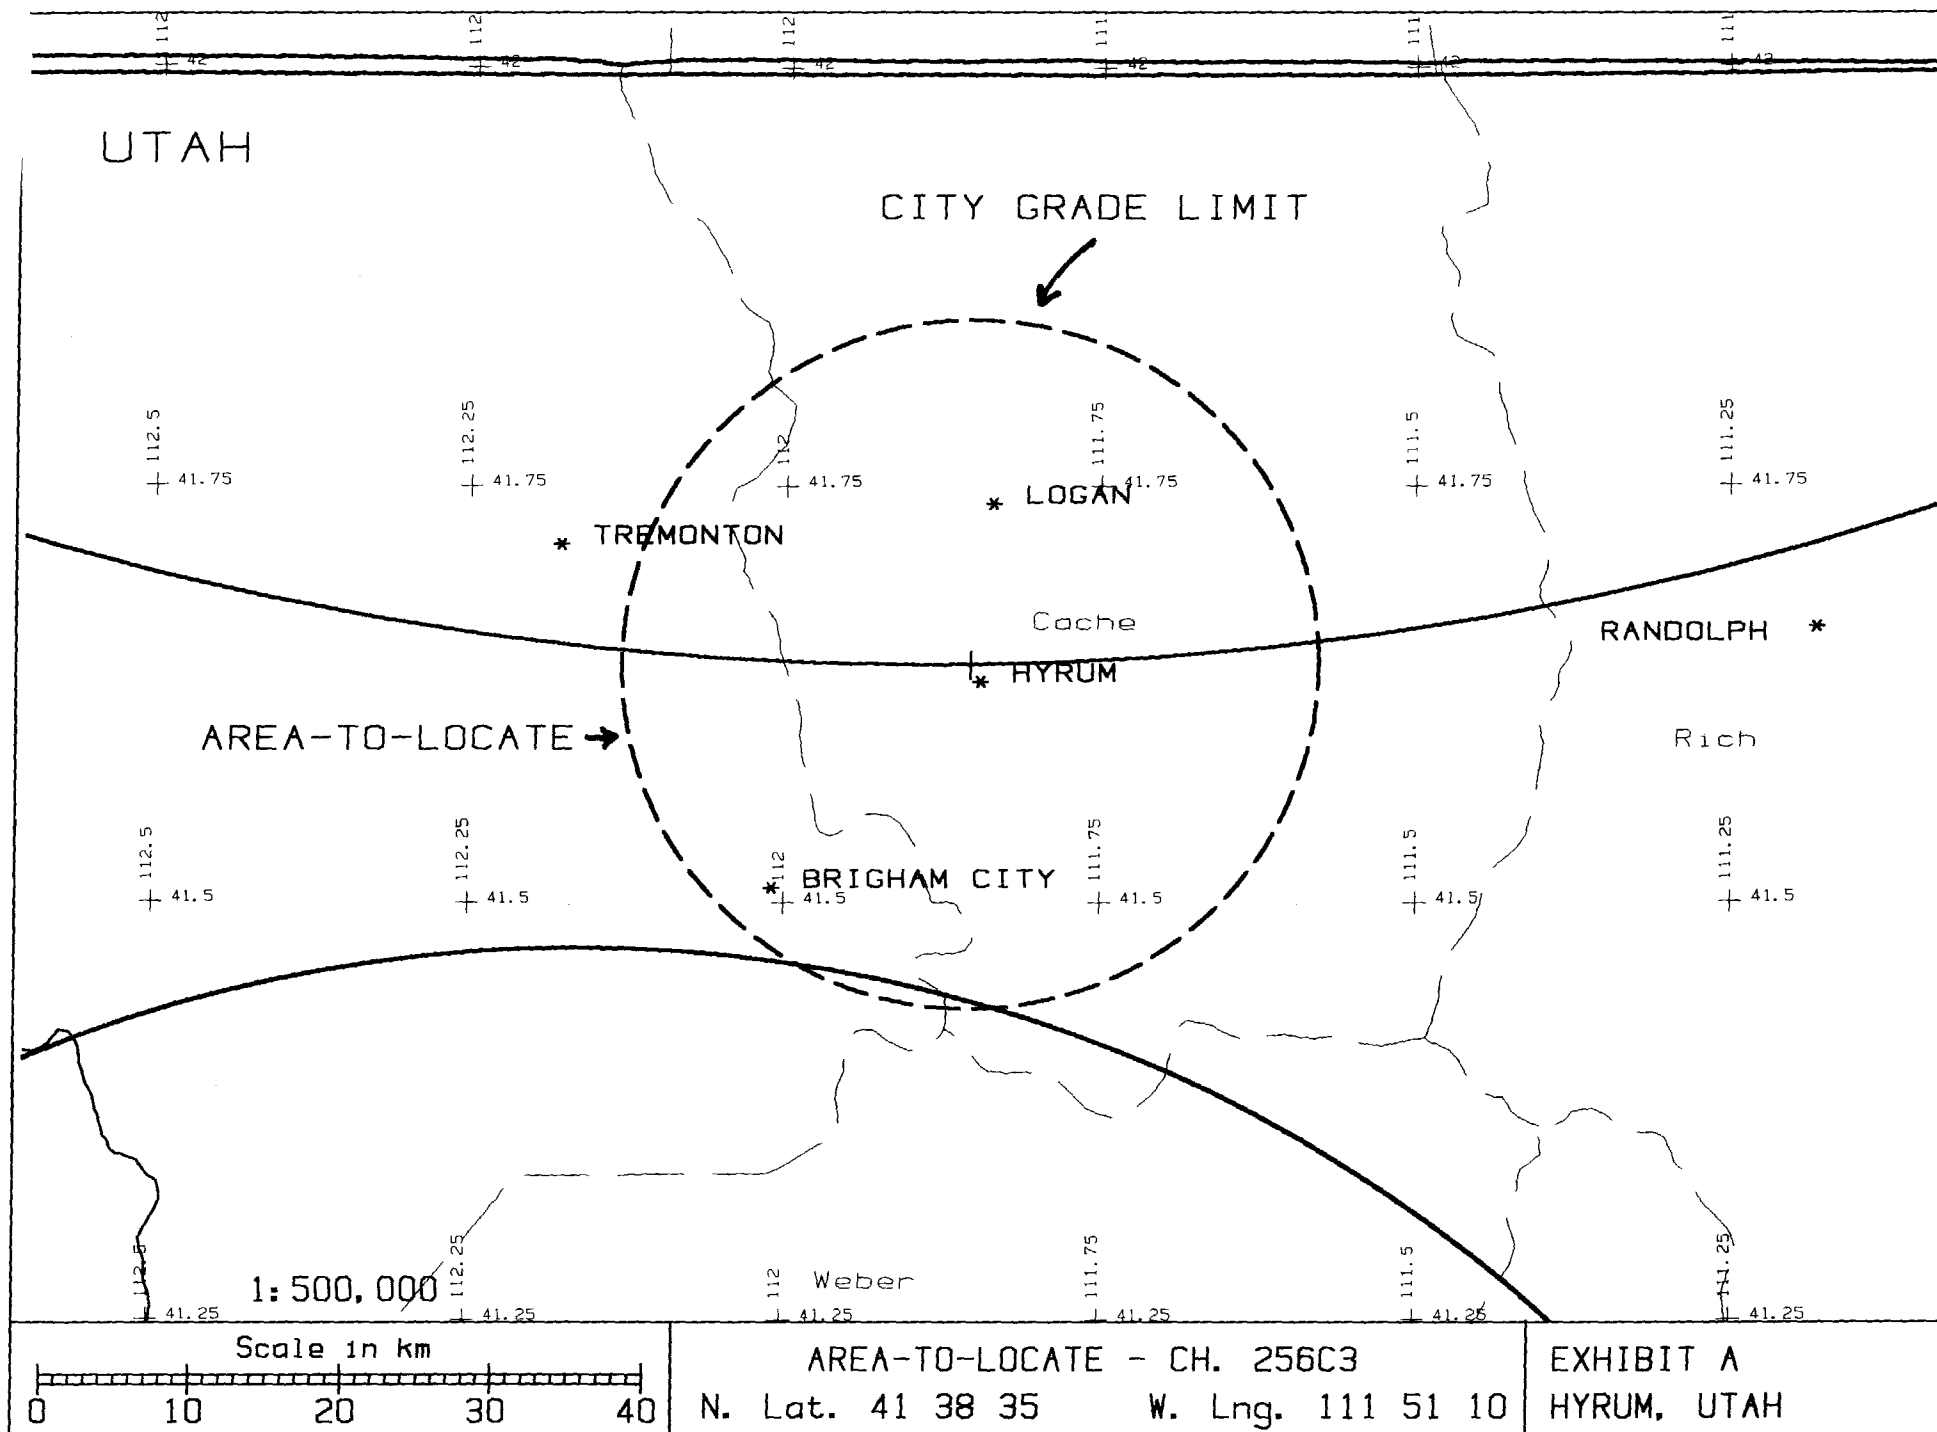 112 112 112 111 111 111
42 42 42 42 42 42
UTAH
CITY GRADE LIMIT
112.5 112.25 112 111.75 111.5 111.25
41.75 41.75 41.75 41.75 41.75 41.75
LOGAN
TREMONTON
Cache
RANDOLPH
HYRUM
AREA-TO-LOCATE
Rich
112.5 112.25 112 111.75 111.5 111.25
BRIGHAM CITY
41.5 41.5 41.5 41.5 41.5 41.5
112.5 112.25 112 111.75 111.5 111.25
Weber
1:500,000
41.25 41.25 41.25 41.25 41.25 41.25
Scale in km
0 10 20 30 40
AREA-TO-LOCATE - CH. 256C3
N. Lat. 41 38 35 W. Lng. 111 51 10
EXHIBIT A
HYRUM, UTAH